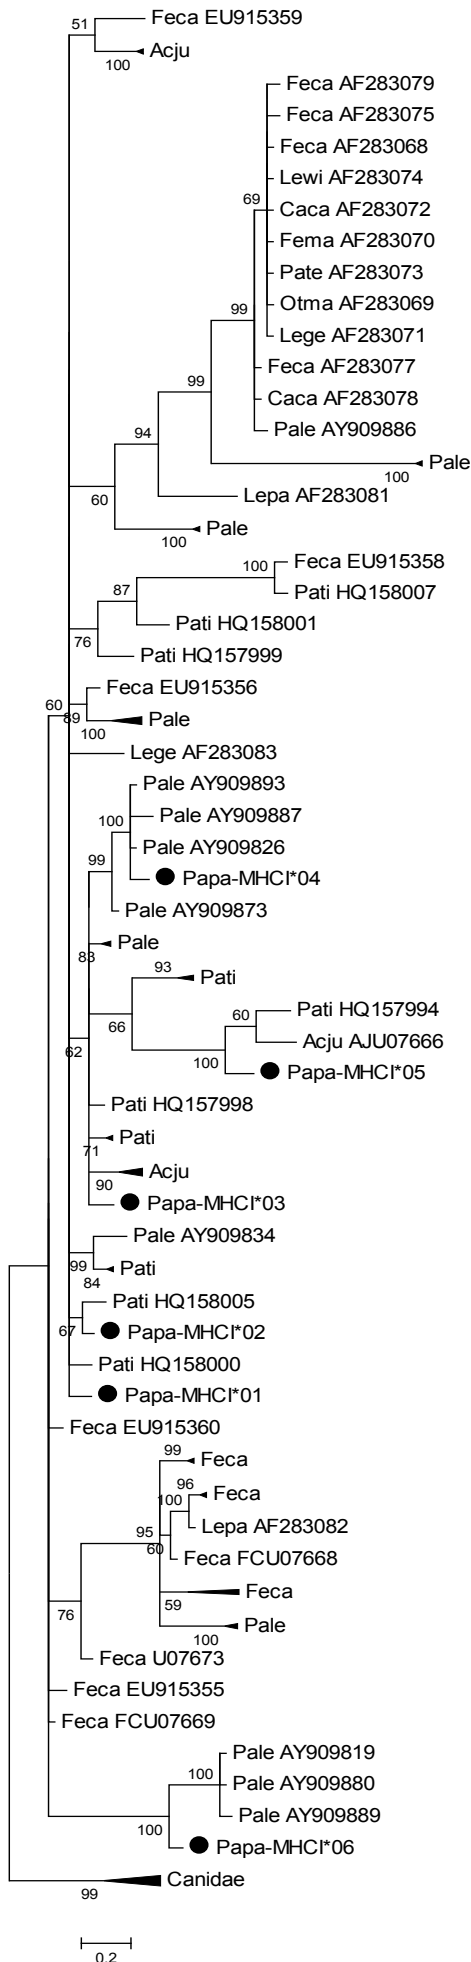 51
Feca EU915359
Acju
100
Feca AF283079
Feca AF283075
Feca AF283068
Lewi AF283074
69
Caca AF283072
Fema AF283070
Pate AF283073
Otma AF283069
99
Lege AF283071
Feca AF283077
99
Caca AF283078
94
Pale AY909886
Pale
100
60
Lepa AF283081
Pale
100
100
Feca EU915358
87
Pati HQ158007
Pati HQ158001
76
Pati HQ157999
60
Feca EU915356
89
Pale
100
Lege AF283083
Pale AY909893
100
Pale AY909887
Pale AY909826
99
Papa-MHCI*04
Pale AY909873
Pale
83
93
Pati
66
60
Pati HQ157994
62
Acju AJU07666
100
Papa-MHCI*05
Pati HQ157998
Pati
71
Acju
90
Papa-MHCI*03
Pale AY909834
99
Pati
84
Pati HQ158005
67
Papa-MHCI*02
Pati HQ158000
Papa-MHCI*01
Feca EU915360
99
Feca
96
Feca
100
95
Lepa AF283082
60
Feca FCU07668
Feca
59
76
Pale
100
Feca U07673
Feca EU915355
Feca FCU07669
Pale AY909819
100
Pale AY909880
Pale AY909889
100
Papa-MHCI*06
Canidae
99
0.2